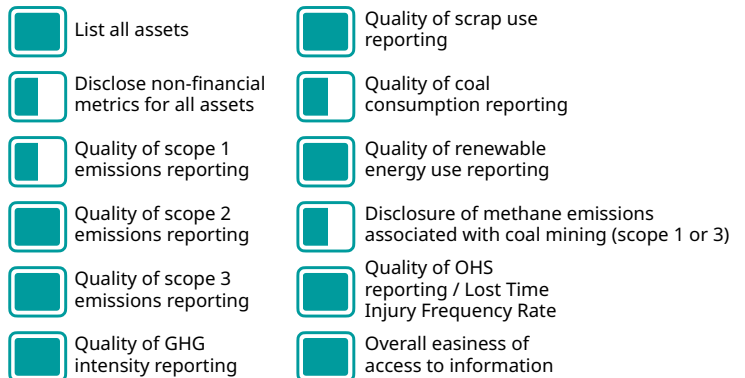 List all assets
Disclose non-financial
metrics for all assets
Quality of scope 1
emissions reporting
Quality of scope 2
emissions reporting
Quality of scope 3
emissions reporting
Quality of GHG
intensity reporting
Quality of scrap use
reporting
Quality of coal
consumption reporting
Quality of renewable
energy use reporting
Disclosure of methane emissions
associated with coal mining (scope 1 or 3)
Quality of OHS
reporting / Lost Time
Injury Frequency Rate
Overall easiness of
access to information